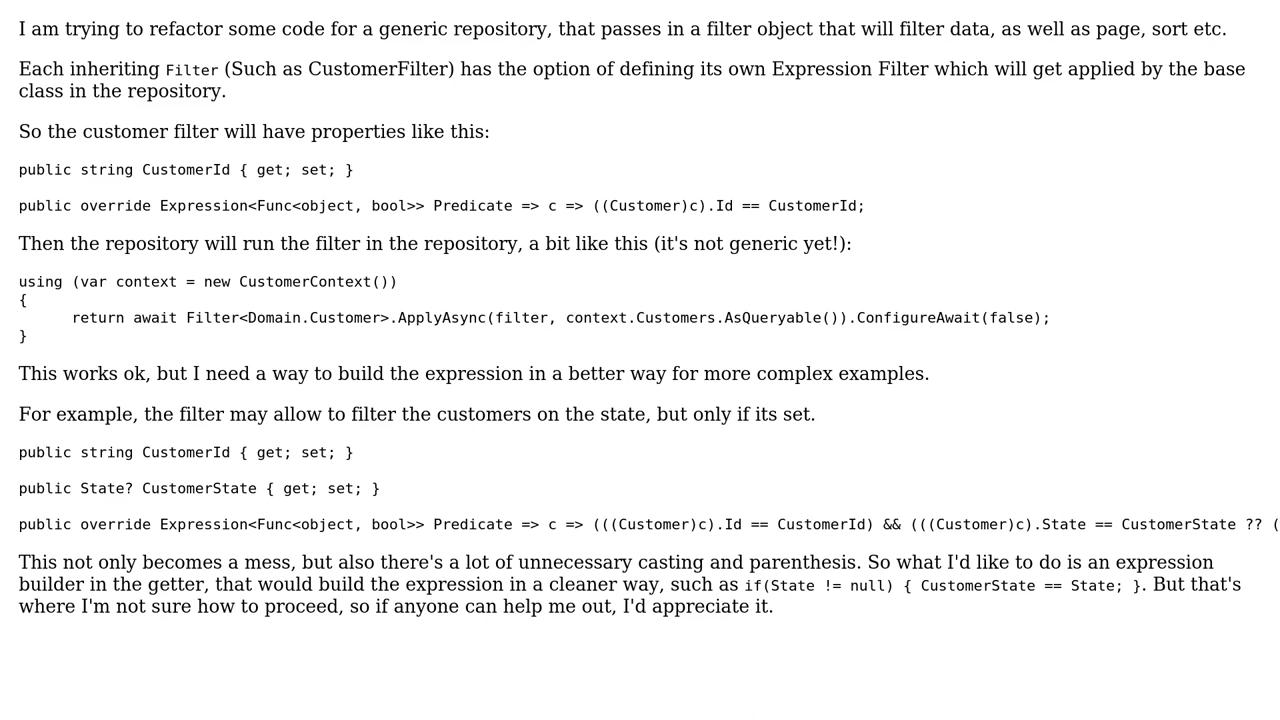 I am trying to refactor some code for a generic repository, that passes in a filter object that will filter data, as well as page, sort etc.
Each inheriting Filter (Such as CustomerFilter) has the option of defining its own Expression Filter which will get applied by the base
class in the repository.
So the customer filter will have properties like this:
public string CustomerId { get; set; }
public override Expression<Func<object, bool>> Predicate => c => ((Customer)c).Id == CustomerId;
Then the repository will run the filter in the repository, a bit like this (it's not generic yet!):
using (var context = new CustomerContext())
{
      return await Filter<Domain.Customer>.ApplyAsync(filter, context.Customers.AsQueryable()).ConfigureAwait(false);
}
This works ok, but I need a way to build the expression in a better way for more complex examples.
For example, the filter may allow to filter the customers on the state, but only if its set.
public string CustomerId { get; set; }
public State? CustomerState { get; set; }
public override Expression<Func<object, bool>> Predicate => c => (((Customer)c).Id == CustomerId) && (((Customer)c).State == CustomerState ?? (
This not only becomes a mess, but also there's a lot of unnecessary casting and parenthesis. So what I'd like to do is an expression
builder in the getter, that would build the expression in a cleaner way, such as if(State != null) { CustomerState == State; }. But that's
where I'm not sure how to proceed, so if anyone can help me out, I'd appreciate it.